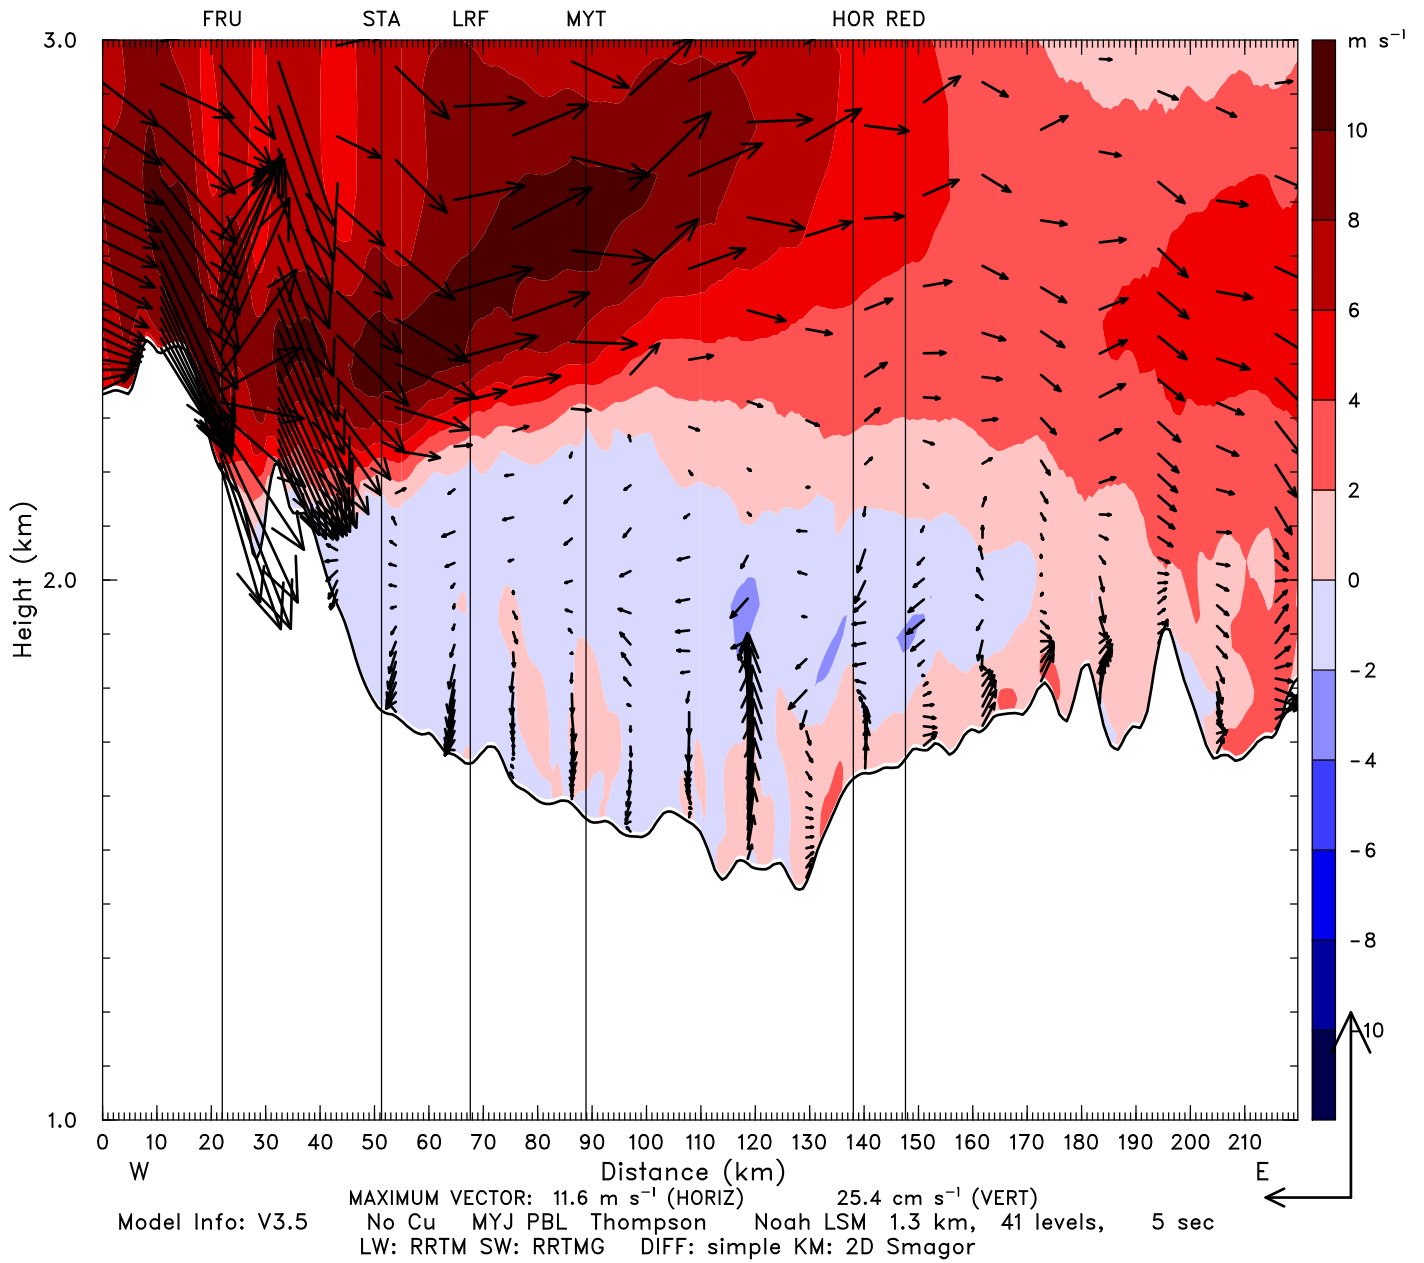 FRU STA LRF MYT HOR RED
3.0
m s⁻¹
10
8
6
4
2
2.0
0
-2
-4
-6
-8
-10
Height (km)
1.0
0 10 20 30 40 50 60 70 80 90 100 110 120 130 140 150 160 170 180 190 200 210
W Distance (km) E
MAXIMUM VECTOR: 11.6 m s⁻¹ (HORIZ) 25.4 cm s⁻¹ (VERT)
Model Info: V3.5 No Cu MYJ PBL Thompson Noah LSM 1.3 km, 41 levels, 5 sec
LW: RRTM SW: RRTMG DIFF: simple KM: 2D Smagor